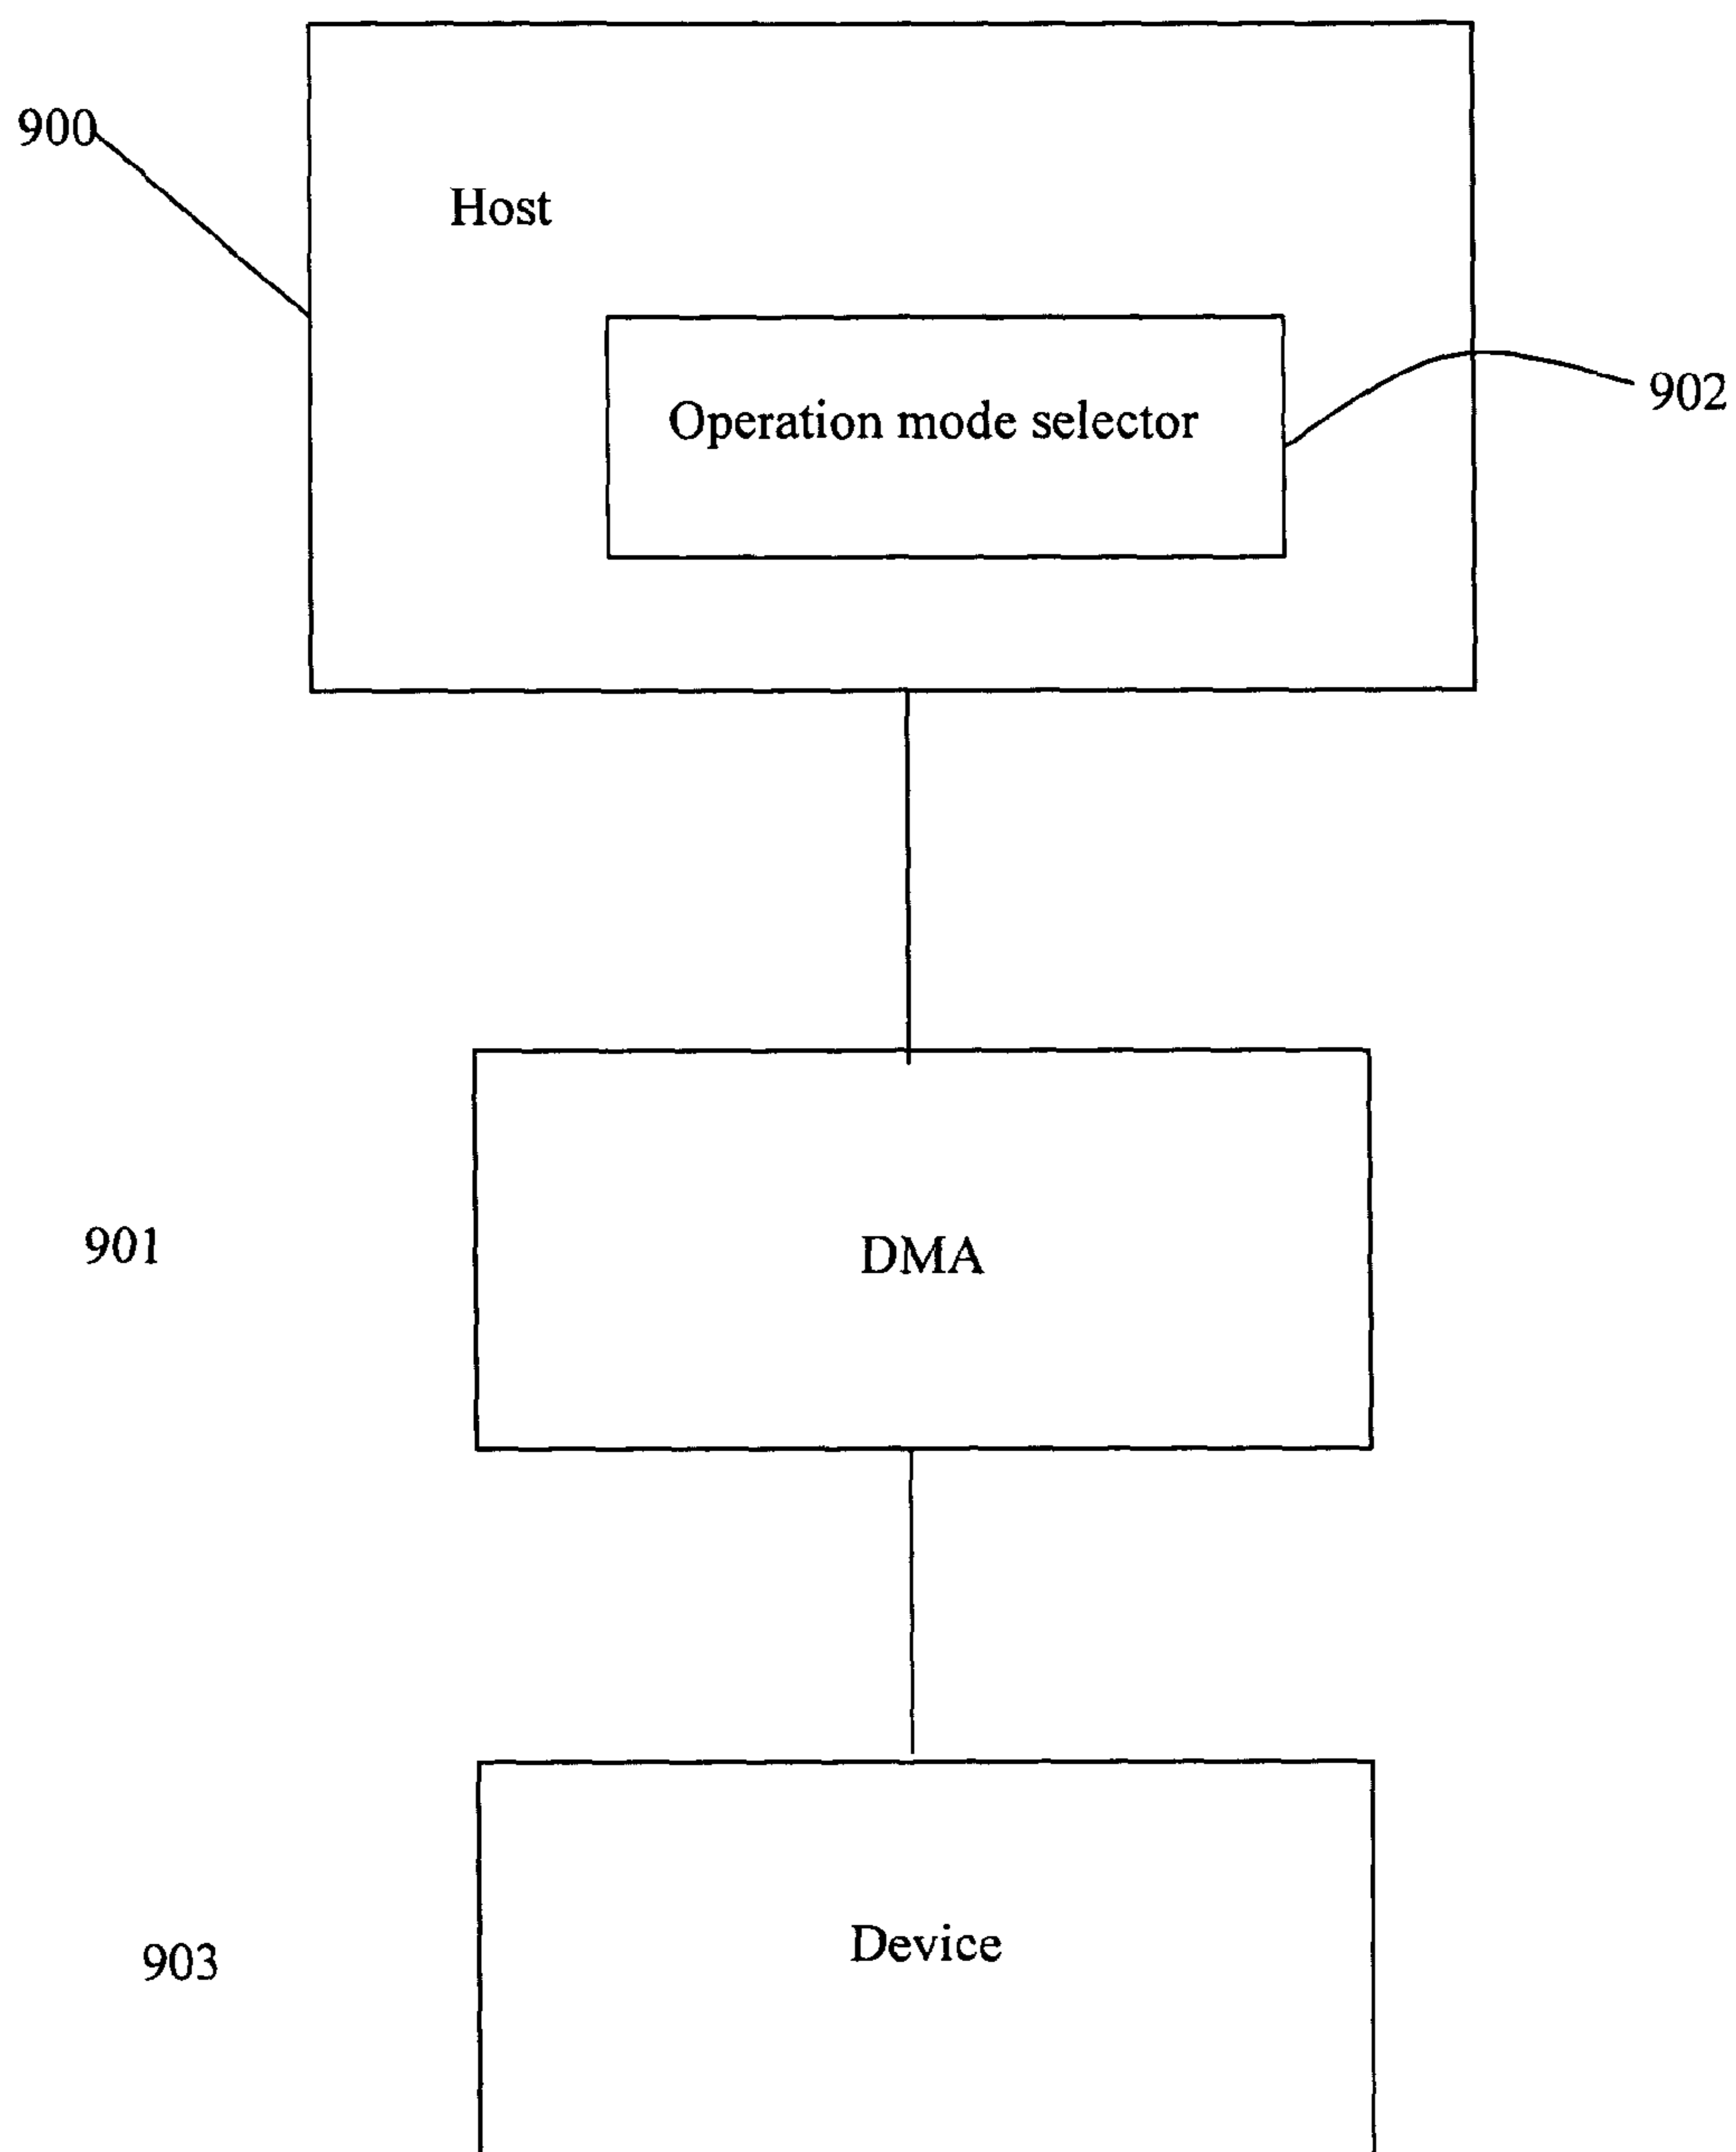 900
Host
Operation mode selector
902
901
DMA
903
Device